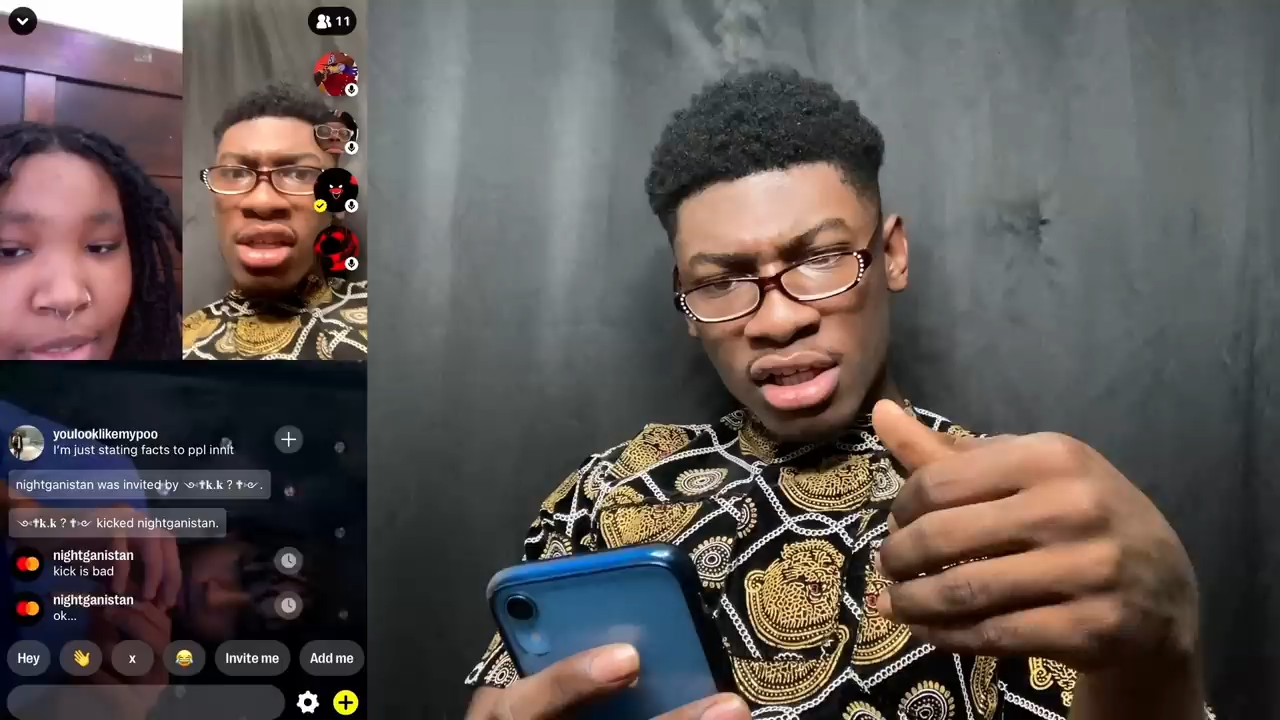 11
youlooklikemypoo
I'm just stating facts to ppl innit
nightganistan was invited by ࿐✟k.k ? ✟࿐.
࿐✟k.k ? ✟࿐ kicked nightganistan.
nightganistan
kick is bad
nightganistan
ok...
Hey 👋 x 😂 Invite me Add me